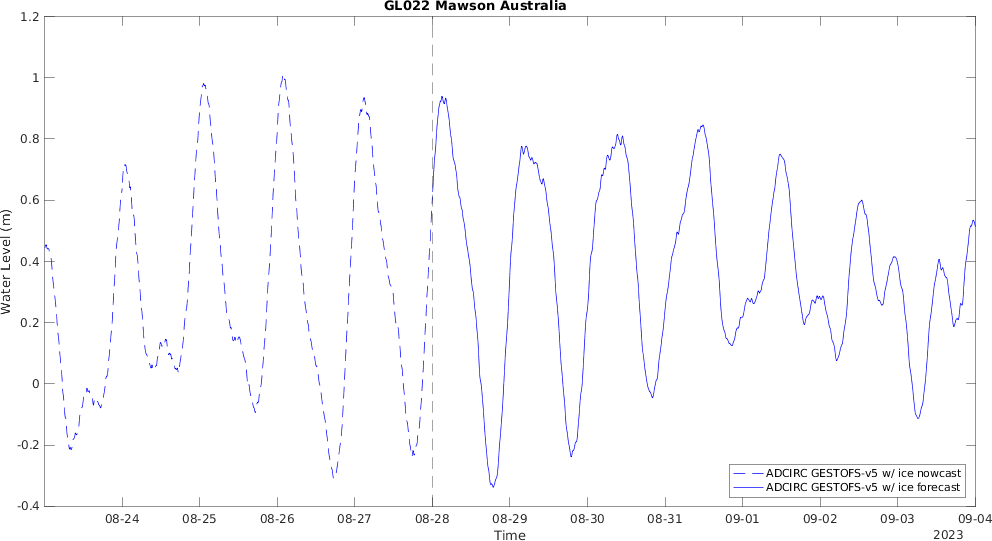 GL022 Mawson Australia
1.2
1
0.8
0.6
0.4
0.2
0
-0.2
-0.4
Water Level (m)
ADCIRC GESTOFS-v5 w/ ice nowcast
ADCIRC GESTOFS-v5 w/ ice forecast
08-24 08-25 08-26 08-27 08-28 08-29 08-30 08-31 09-01 09-02 09-03 09-04
Time
2023